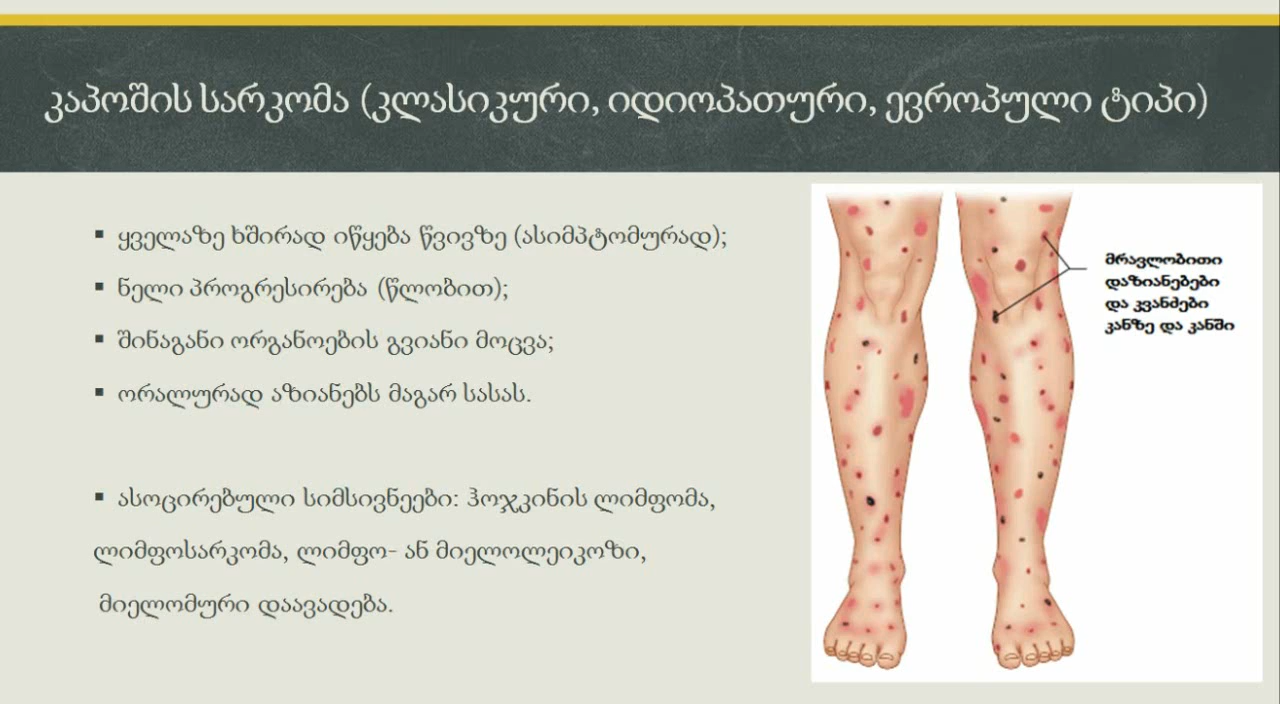 კაპოშის სარკომა (კლასიკური, იდიოპათური, ევროპული ტიპი)
▪ ყველაზე ხშირად იწყება წვივზე (ასიმპტომურად);
▪ ნელი პროგრესირება (წლობით);
▪ შინაგანი ორგანოების გვიანი მოცვა;
▪ ორალურად აზიანებს მაგარ სასას.
▪ ასოცირებული სიმსივნეები: ჰოჯკინის ლიმფომა,
ლიმფოსარკომა, ლიმფო- ან მიელოლეიკოზი,
მიელომური დაავადება.
მრავლობითი
დაზიანებები
და კვანძები
კანზე და კანში